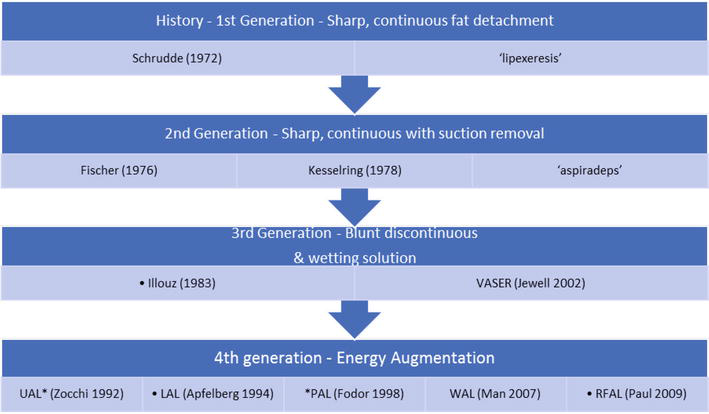 History - 1st Generation - Sharp, continuous fat detachment
Schrudde (1972)
‘lipexeresis’
2nd Generation - Sharp, continuous with suction removal
Fischer (1976)
Kesselring (1978)
‘aspiradeps’
3rd Generation - Blunt discontinuous
& wetting solution
• Illouz (1983)
VASER (Jewell 2002)
4th generation - Energy Augmentation
UAL* (Zocchi 1992)
• LAL (Apfelberg 1994)
*PAL (Fodor 1998)
WAL (Man 2007)
• RFAL (Paul 2009)